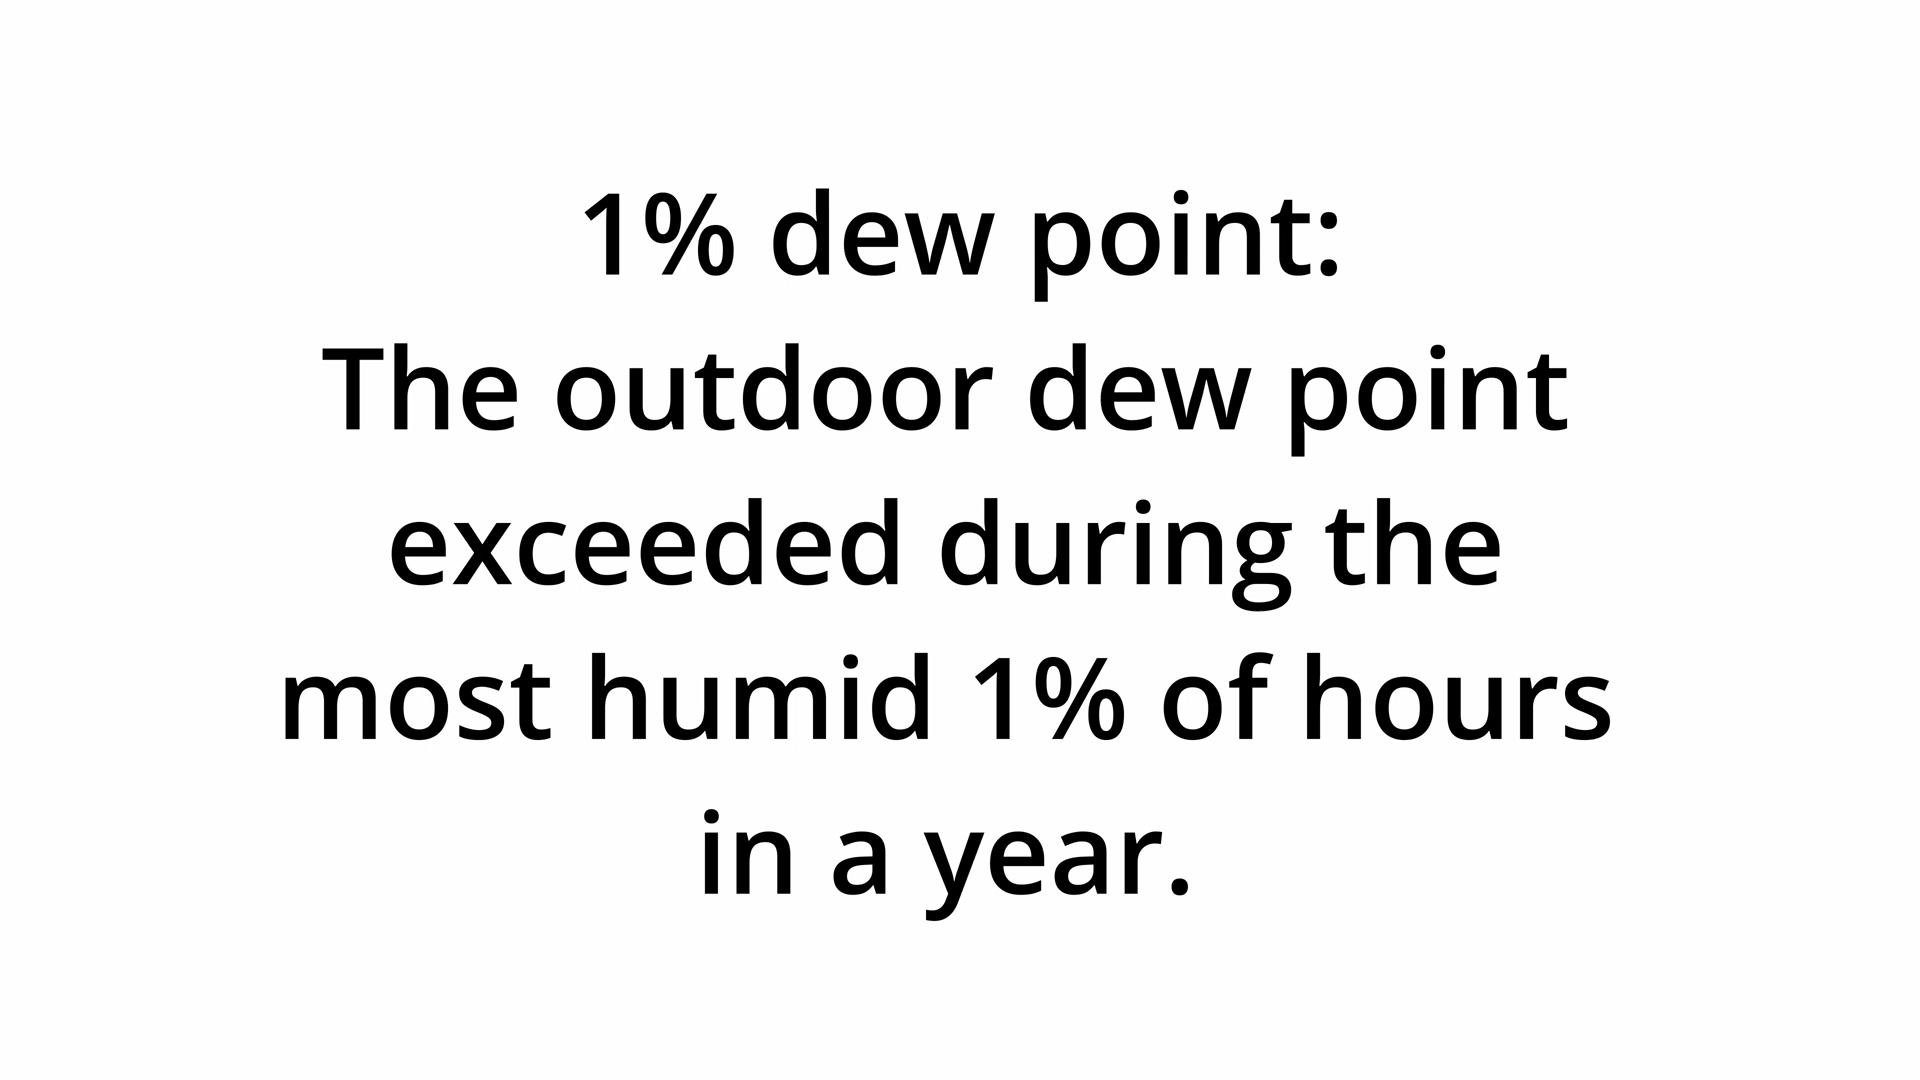 1% dew point:
The outdoor dew point
exceeded during the
most humid 1% of hours
in a year.